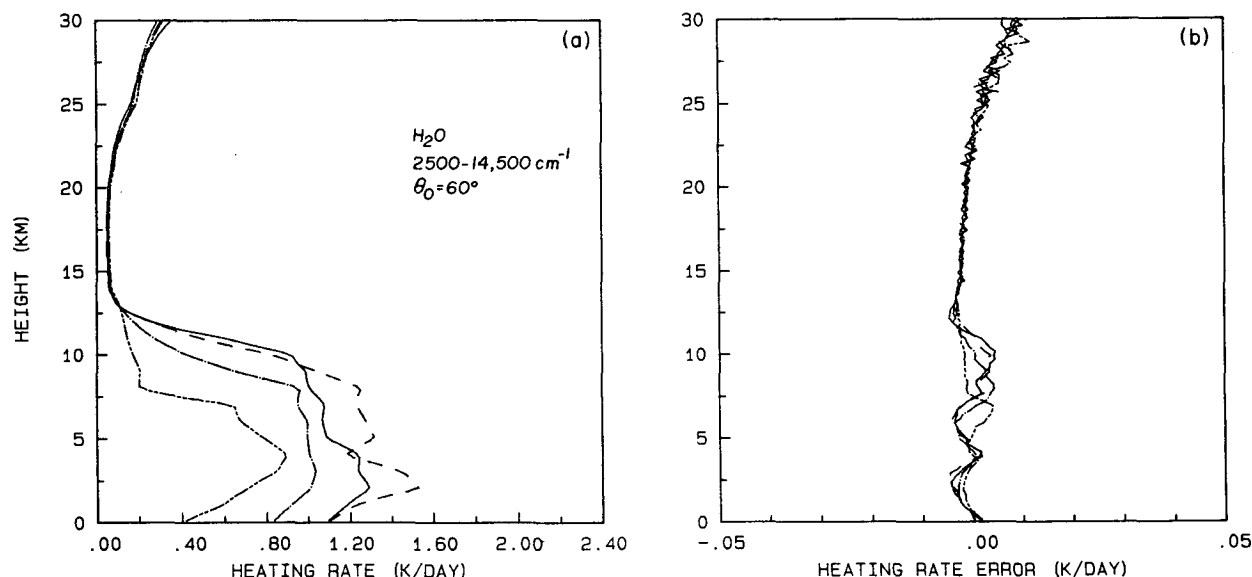 (a)
30
25
20
15
10
5
0
HEIGHT (KM)
H₂O
2500-14,500 cm⁻¹
θ₀=60°
.00 .40 .80 1.20 1.60 2.00 2.40
HEATING RATE (K/DAY)
(b)
30
25
20
15
10
5
0
-.05 .00 .05
HEATING RATE ERROR (K/DAY)